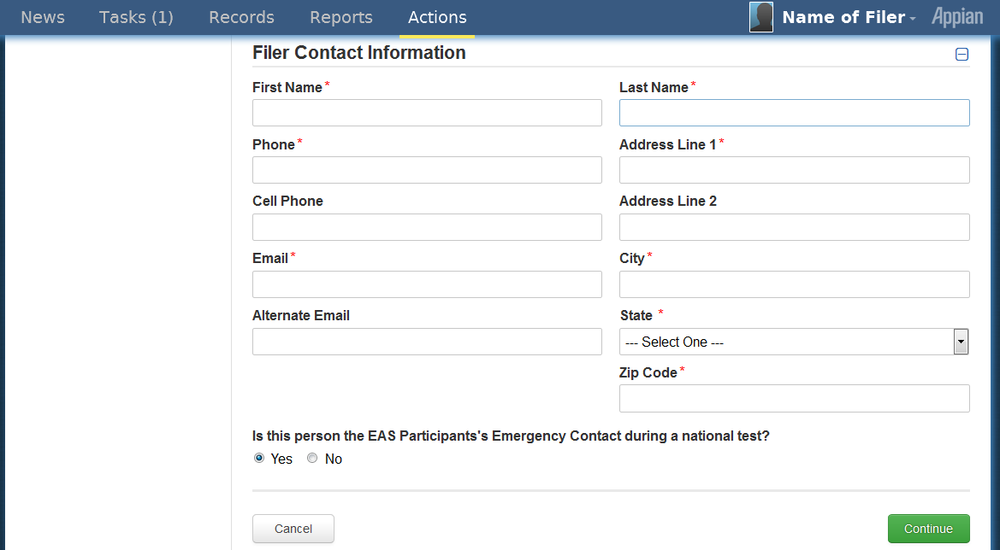 News Tasks (1) Records Reports Actions Name of Filer Appian
Filer Contact Information
First Name * Last Name *
Phone * Address Line 1 *
Cell Phone Address Line 2
Email * City *
Alternate Email State *
--- Select One ---
Zip Code *
Is this person the EAS Participants's Emergency Contact during a national test?
Yes No
Cancel Continue